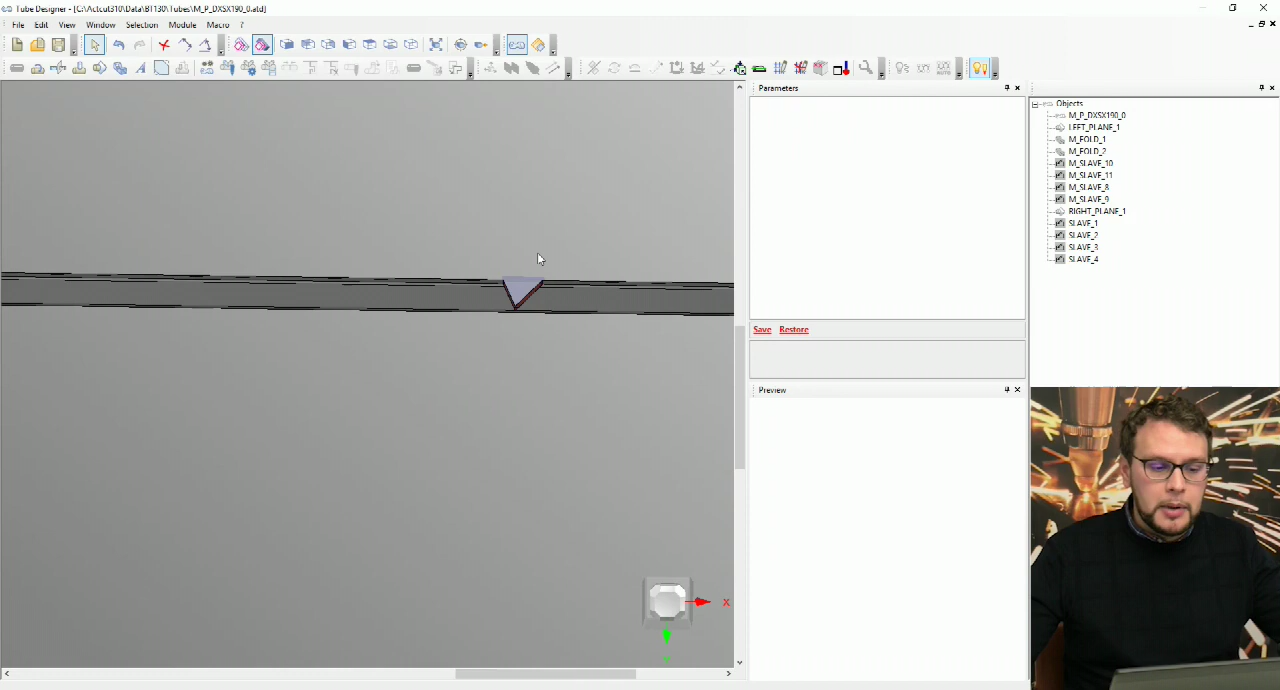 Tube Designer - [C:\Actcut310\Data\BT130\Tubes\M_P_DXSX190_0.atd]
File Edit View Window Selection Module Macro ?
Parameters
Save Restore
Preview
Objects
M_P_DXSX190_0
LEFT_PLANE_1
M_FOLD_1
M_FOLD_2
M_SLAVE_10
M_SLAVE_11
M_SLAVE_8
M_SLAVE_9
RIGHT_PLANE_1
SLAVE_1
SLAVE_2
SLAVE_3
SLAVE_4
X